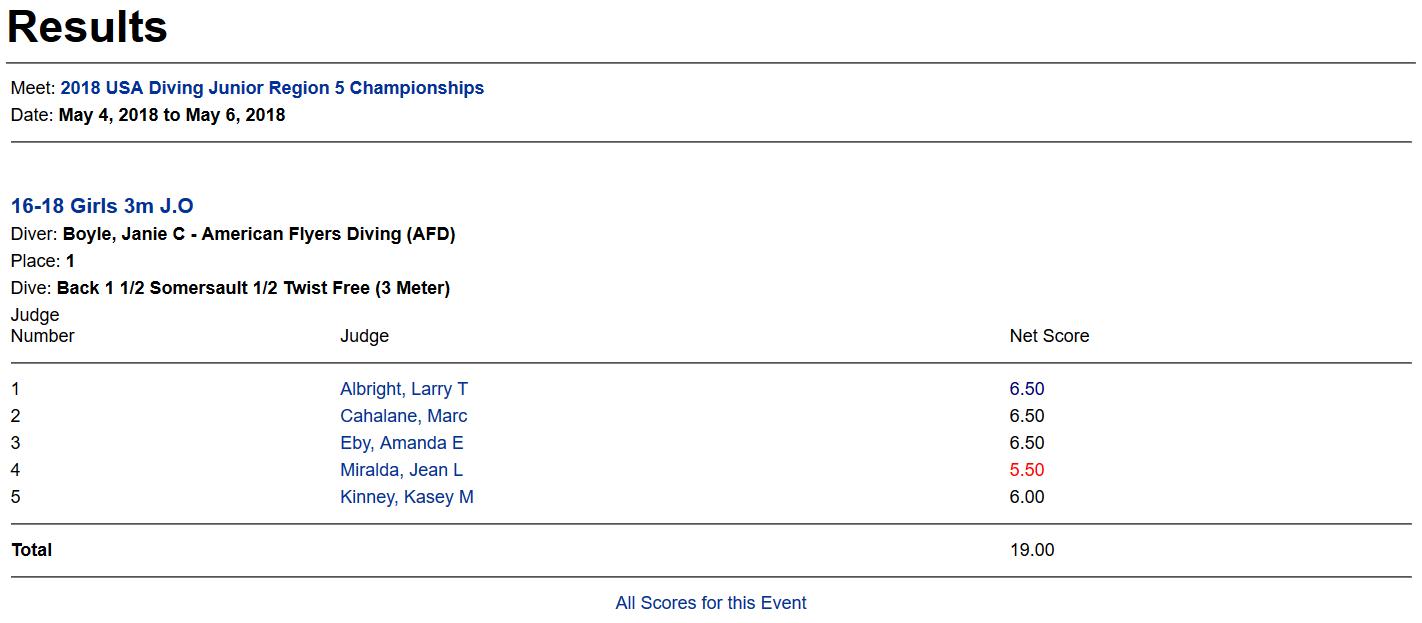 Results
Meet: 2018 USA Diving Junior Region 5 Championships
Date: May 4, 2018 to May 6, 2018
16-18 Girls 3m J.O
Diver: Boyle, Janie C - American Flyers Diving (AFD)
Place: 1
Dive: Back 1 1/2 Somersault 1/2 Twist Free (3 Meter)
Judge
Number Judge Net Score
1 Albright, Larry T 6.50
2 Cahalane, Marc 6.50
3 Eby, Amanda E 6.50
4 Miralda, Jean L 5.50
5 Kinney, Kasey M 6.00
Total 19.00
All Scores for this Event